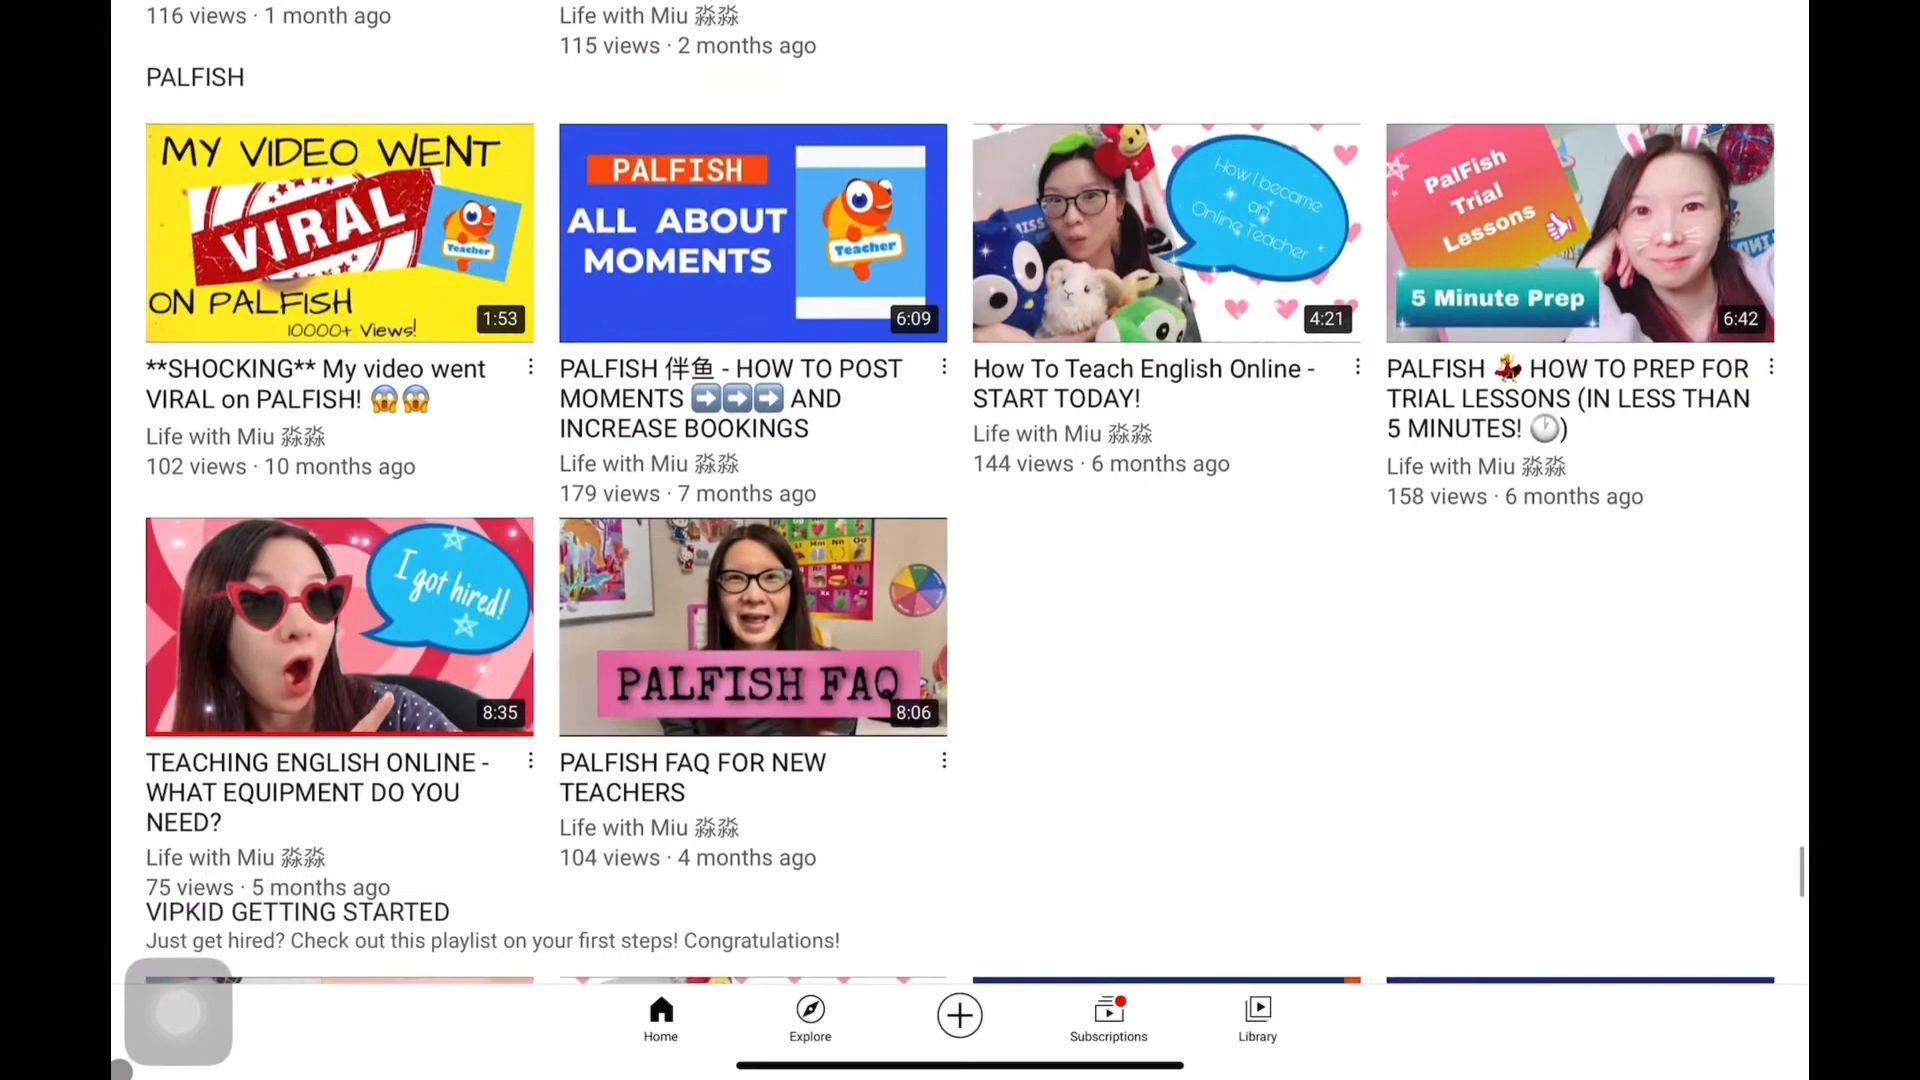 116 views · 1 month ago
Life with Miu 淼淼
115 views · 2 months ago
PALFISH
MY VIDEO WENT
VIRAL
Teacher
ON PALFISH
10000+ Views!
1:53
PALFISH
ALL ABOUT
MOMENTS
Teacher
6:09
How I became
an
Online Teacher
4:21
PalFish
Trial
Lessons
5 Minute Prep
6:42
**SHOCKING** My video went
VIRAL on PALFISH! 😱😱
Life with Miu 淼淼
102 views · 10 months ago
PALFISH 伴鱼 - HOW TO POST
MOMENTS ➡️➡️➡️ AND
INCREASE BOOKINGS
Life with Miu 淼淼
179 views · 7 months ago
How To Teach English Online -
START TODAY!
Life with Miu 淼淼
144 views · 6 months ago
PALFISH 💃 HOW TO PREP FOR
TRIAL LESSONS (IN LESS THAN
5 MINUTES! 🕐)
Life with Miu 淼淼
158 views · 6 months ago
I got hired!
8:35
PALFISH FAQ
8:06
TEACHING ENGLISH ONLINE -
WHAT EQUIPMENT DO YOU
NEED?
Life with Miu 淼淼
75 views · 5 months ago
PALFISH FAQ FOR NEW
TEACHERS
Life with Miu 淼淼
104 views · 4 months ago
VIPKID GETTING STARTED
Just get hired? Check out this playlist on your first steps! Congratulations!
Home
Explore
Subscriptions
Library